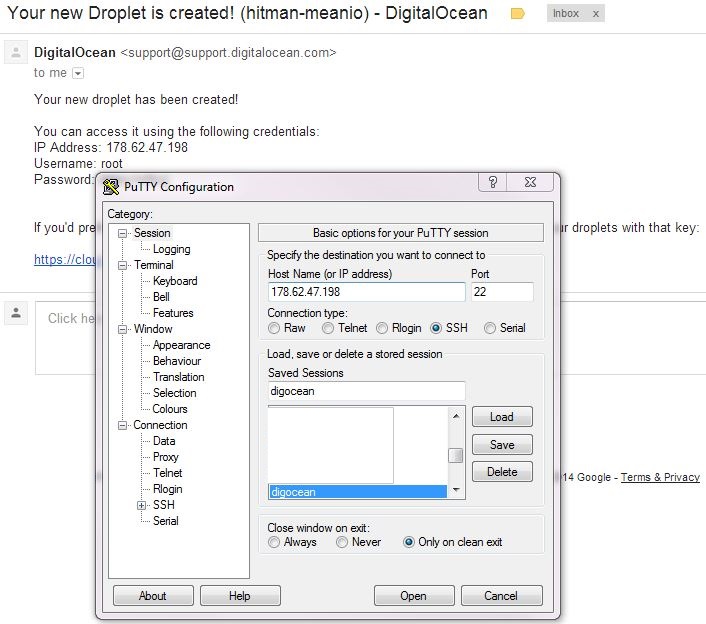 Your new Droplet is created! (hitman-meanio) - DigitalOcean
Inbox x
DigitalOcean <support@support.digitalocean.com>
to me
Your new droplet has been created!
You can access it using the following credentials:
IP Address: 178.62.47.198
Username: root
Password:
If you'd pre
ur droplets with that key:
https://clou
Click he
14 Google - Terms & Privacy
PuTTY Configuration
? X
Category:
Session
Logging
Terminal
Keyboard
Bell
Features
Window
Appearance
Behaviour
Translation
Selection
Colours
Connection
Data
Proxy
Telnet
Rlogin
SSH
Serial
Basic options for your PuTTY session
Specify the destination you want to connect to
Host Name (or IP address) Port
178.62.47.198 22
Connection type:
Raw Telnet Rlogin SSH Serial
Load, save or delete a stored session
Saved Sessions
digocean
Load
Save
Delete
digocean
Close window on exit:
Always Never Only on clean exit
About Help Open Cancel